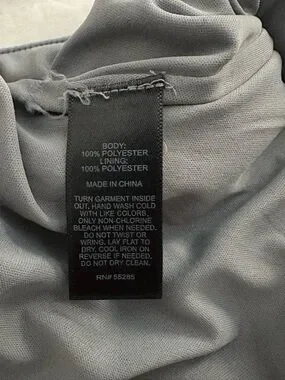 BODY:
100% POLYESTER
LINING:
100% POLYESTER
MADE IN CHINA
TURN GARMENT INSIDE
OUT, HAND WASH COLD
WITH LIKE COLORS,
ONLY NON-CHLORINE
BLEACH WHEN NEEDED.
DO NOT TWIST OR
WRING. LAY FLAT TO
DRY. COOL IRON ON
REVERSE IF NEEDED.
DO NOT DRY CLEAN.
RN# 55285